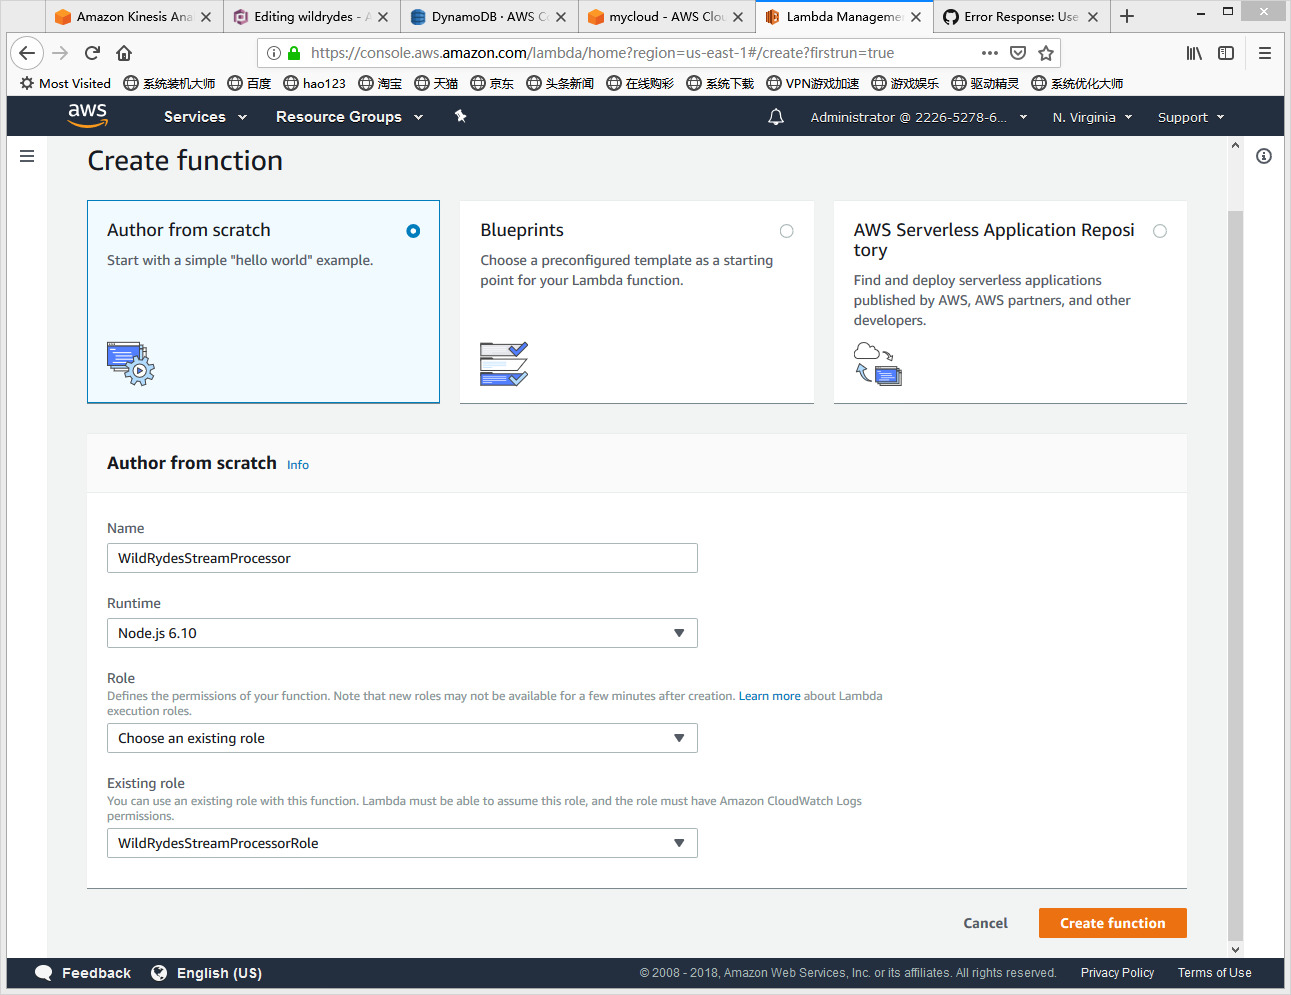 Amazon Kinesis Ana
Editing wildrydes - A
DynamoDB · AWS Co
mycloud - AWS Clou
Lambda Manageme
Error Response: Use
https://console.aws.amazon.com/lambda/home?region=us-east-1#/create?firstrun=true
Most Visited 系统装机大师 百度 hao123 淘宝 天猫 京东 头条新闻 在线购彩 系统下载 VPN游戏加速 游戏娱乐 驱动精灵 系统优化大师
aws Services Resource Groups Administrator @ 2226-5278-6... N. Virginia Support
Create function
Author from scratch
Start with a simple "hello world" example.
Blueprints
Choose a preconfigured template as a starting
point for your Lambda function.
AWS Serverless Application Reposi
tory
Find and deploy serverless applications
published by AWS, AWS partners, and other
developers.
Author from scratch Info
Name
WildRydesStreamProcessor
Runtime
Node.js 6.10
Role
Defines the permissions of your function. Note that new roles may not be available for a few minutes after creation. Learn more about Lambda
execution roles.
Choose an existing role
Existing role
You can use an existing role with this function. Lambda must be able to assume this role, and the role must have Amazon CloudWatch Logs
permissions.
WildRydesStreamProcessorRole
Cancel Create function
Feedback English (US) © 2008 - 2018, Amazon Web Services, Inc. or its affiliates. All rights reserved. Privacy Policy Terms of Use